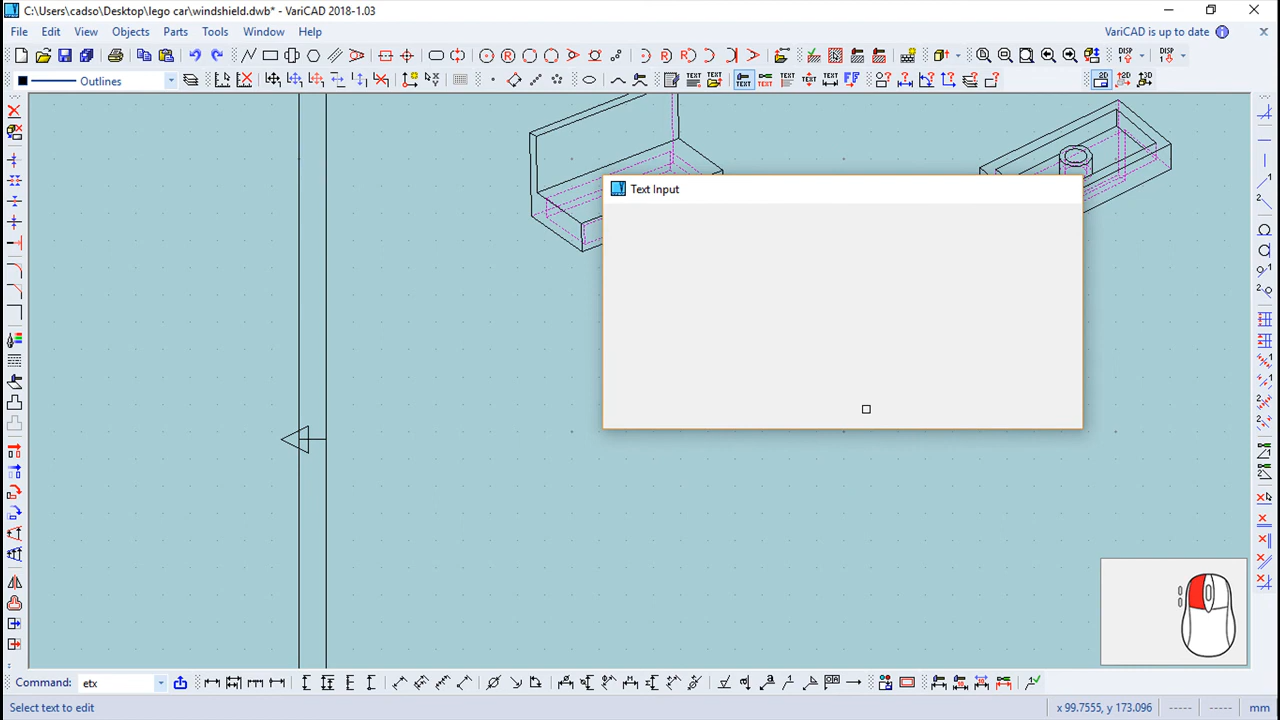 C:\Users\cadso\Desktop\lego car\windshield.dwb* - VariCAD 2018-1.03
File Edit View Objects Tools Window Help VariCAD is up to date
Outlines
Text Input
Command: etx
Select text to edit x 99.7555, y 173.096 ----- ----- mm